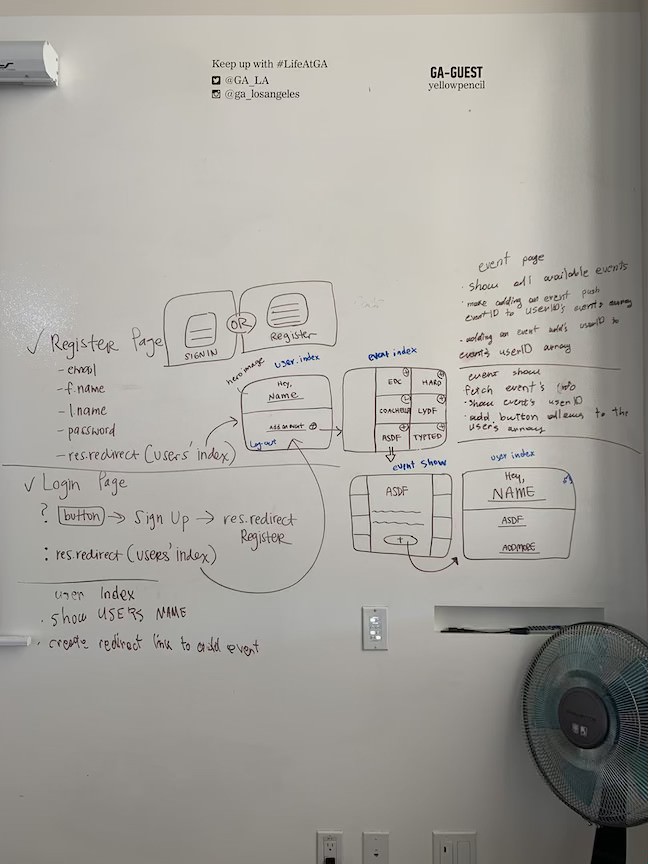 Keep up with #LifeAtGA
@GA_LA
@ga_losangeles
GA-GUEST
yellowpencil
SIGN IN
OR
Register
✓ Register Page
- email
- f.name
- l.name
- password
- res.redirect (users' index)
✓ Login Page
? button → Sign Up → res.redirect
Register
: res.redirect (users' index)
user Index
· show USERS NAME
· create redirect link to add event
hero image
user.index
Hey,
NAME
ADD an event +
Log out
event index
EDC
HARD
COACHELLA
LYDF
ASDF
TYPTED
event show
ASDF
+
user index
Hey,
NAME
ASDF
ADD MORE
event page
· show all available events
· make adding an event push
eventID to userID's events array
· adding an event adds userID to
event's userID array
event show
fetch event's info
· show event's userID
· add button allows to the
user's arrays